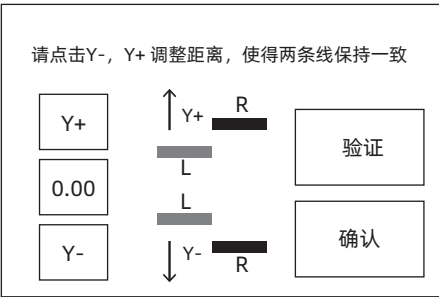 请点击Y-，Y+ 调整距离，使得两条线保持一致
Y+
0.00
Y-
Y+
R
L
L
Y-
R
验证
确认